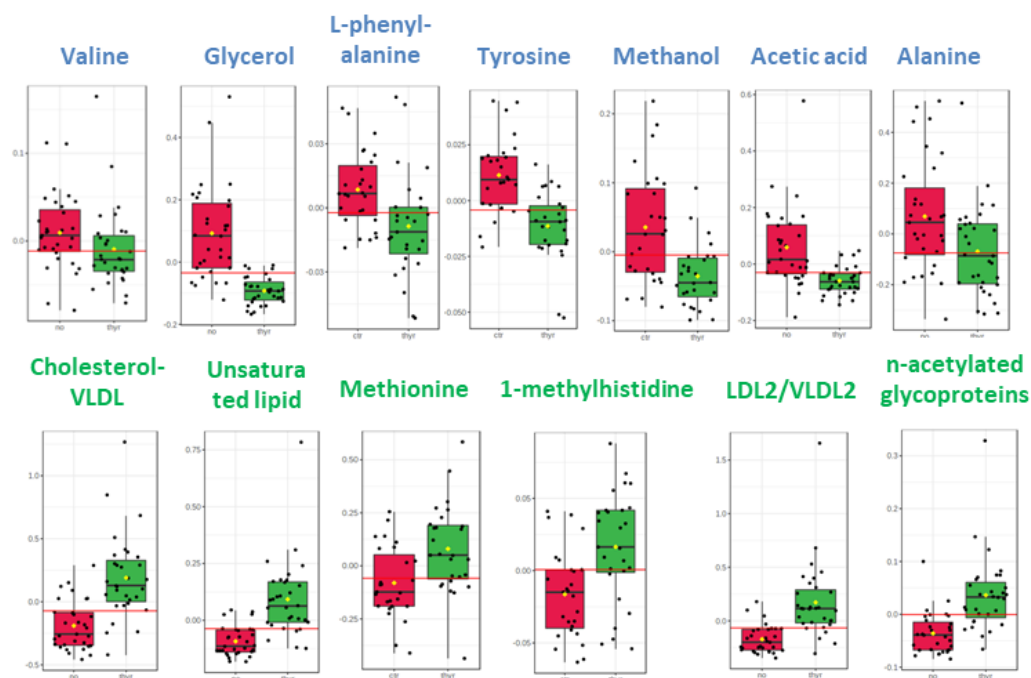 L-phenyl-
Valine Glycerol alanine Tyrosine Methanol Acetic acid Alanine
0.1
0.0
no thyr
0.4
0.2
0.0
-0.2
no thyr
0.03
0.00
-0.03
ctr thyr
0.025
0.000
-0.025
-0.050
ctr thyr
0.2
0.1
0.0
-0.1
ctr thyr
0.6
0.4
0.2
0.0
-0.2
no thyr
0.4
0.2
0.0
-0.2
no thyr
Cholesterol-
VLDL
Unsatura
ted lipid
Methionine
1-methylhistidine
LDL2/VLDL2
n-acetylated
glycoproteins
1.0
0.5
0.0
-0.5
no thyr
0.75
0.50
0.25
0.00
no thyr
0.50
0.25
0.00
-0.25
ctr thyr
0.05
0.00
-0.05
ctr thyr
1.5
1.0
0.5
0.0
no thyr
0.3
0.2
0.1
0.0
-0.1
no thyr